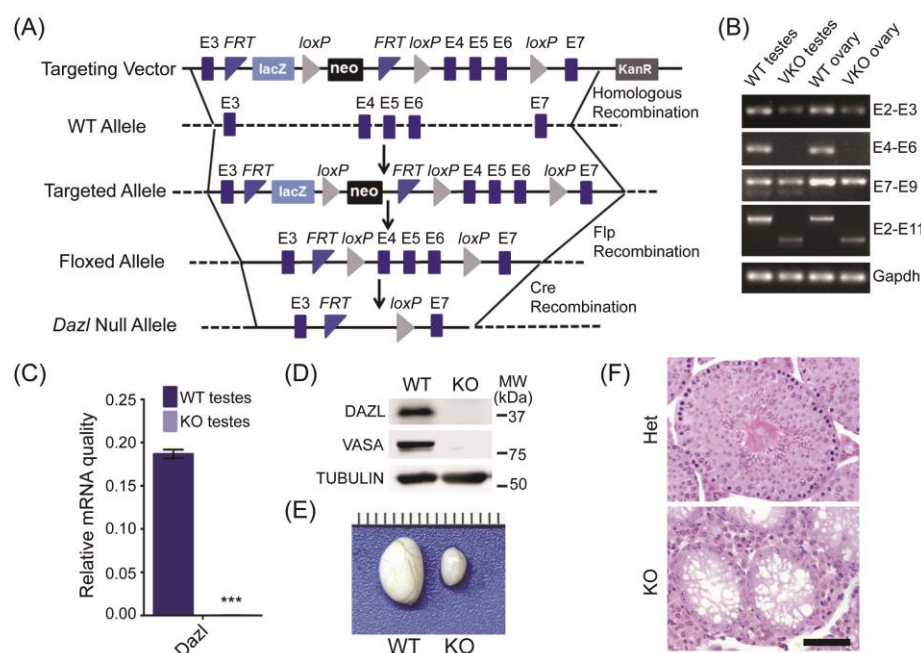 (A)
E3 FRT loxP FRT loxP E4 E5 E6 loxP E7
Targeting Vector lacZ neo KanR
Homologous
Recombination
E3 E4 E5 E6 E7
WT Allele
E3 FRT loxP FRT loxP E4 E5 E6 loxP E7
Targeted Allele lacZ neo
Flp
Recombination
E3 FRT loxP E4 E5 E6 loxP E7
Floxed Allele
Cre
Recombination
E3 FRT loxP E7
Dazl Null Allele
(B)
WT testes VKO testes WT ovary VKO ovary
E2-E3
E4-E6
E7-E9
E2-E11
Gapdh
(C)
WT testes
KO testes
Relative mRNA quality
0.25
0.20
0.15
0.10
0.05
0.00
***
Dazl
(D)
WT KO MW
(kDa)
DAZL 37
VASA 75
TUBULIN 50
(E)
WT KO
(F)
Het
KO